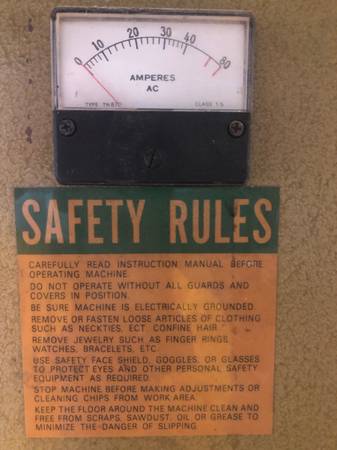 0 10 20 30 40 80
AMPERES
AC
CLASS 1.5
SAFETY RULES
CAREFULLY READ INSTRUCTION MANUAL BEFORE
OPERATING MACHINE.
DO NOT OPERATE WITHOUT ALL GUARDS AND
COVERS IN POSITION.
BE SURE MACHINE IS ELECTRICALLY GROUNDED.
REMOVE OR FASTEN LOOSE ARTICLES OF CLOTHING
SUCH AS NECKTIES, ECT. CONFINE HAIR.
REMOVE JEWELRY SUCH AS FINGER RINGS,
WATCHES, BRACELETS, ETC.
USE SAFETY FACE SHIELD, GOGGLES, OR GLASSES
TO PROTECT EYES AND OTHER PERSONAL SAFETY
EQUIPMENT AS REQUIRED.
STOP MACHINE BEFORE MAKING ADJUSTMENTS OR
CLEANING CHIPS FROM WORK AREA.
KEEP THE FLOOR AROUND THE MACHINE CLEAN AND
FREE FROM SCRAPS, SAWDUST, OIL OR GREASE TO
MINIMIZE THE DANGER OF SLIPPING.